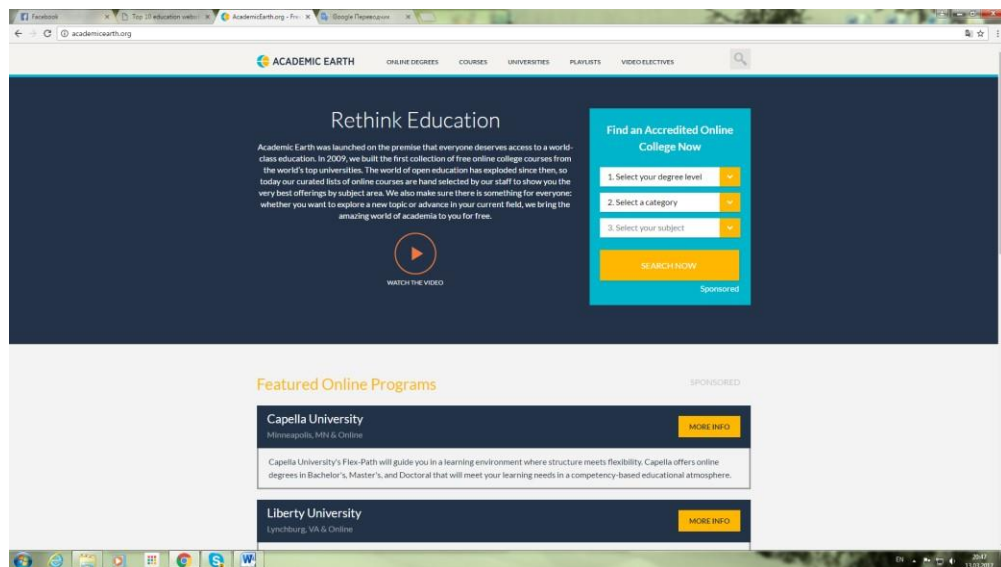 Facebook
Top 10 education websi
AcademicEarth.org - Fre
Google Переводчик
academicearth.org
ACADEMIC EARTH
ONLINE DEGREES COURSES UNIVERSITIES PLAYLISTS VIDEO ELECTIVES
Rethink Education
Academic Earth was launched on the premise that everyone deserves access to a world-
class education. In 2009, we built the first collection of free online college courses from
the world's top universities. The world of open education has exploded since then, so
today our curated lists of online courses are hand selected by our staff to show you the
very best offerings by subject area. We also make sure there is something for everyone:
whether you want to explore a new topic or advance in your current field, we bring the
amazing world of academia to you for free.
WATCH THE VIDEO
Find an Accredited Online
College Now
1. Select your degree level
2. Select a category
3. Select your subject
SEARCH NOW
Sponsored
Featured Online Programs
SPONSORED
Capella University
Minneapolis, MN & Online
MORE INFO
Capella University's Flex-Path will guide you in a learning environment where structure meets flexibility. Capella offers online
degrees in Bachelor's, Master's, and Doctoral that will meet your learning needs in a competency-based educational atmosphere.
Liberty University
Lynchburg, VA & Online
MORE INFO
EN
20:47
13.03.2017